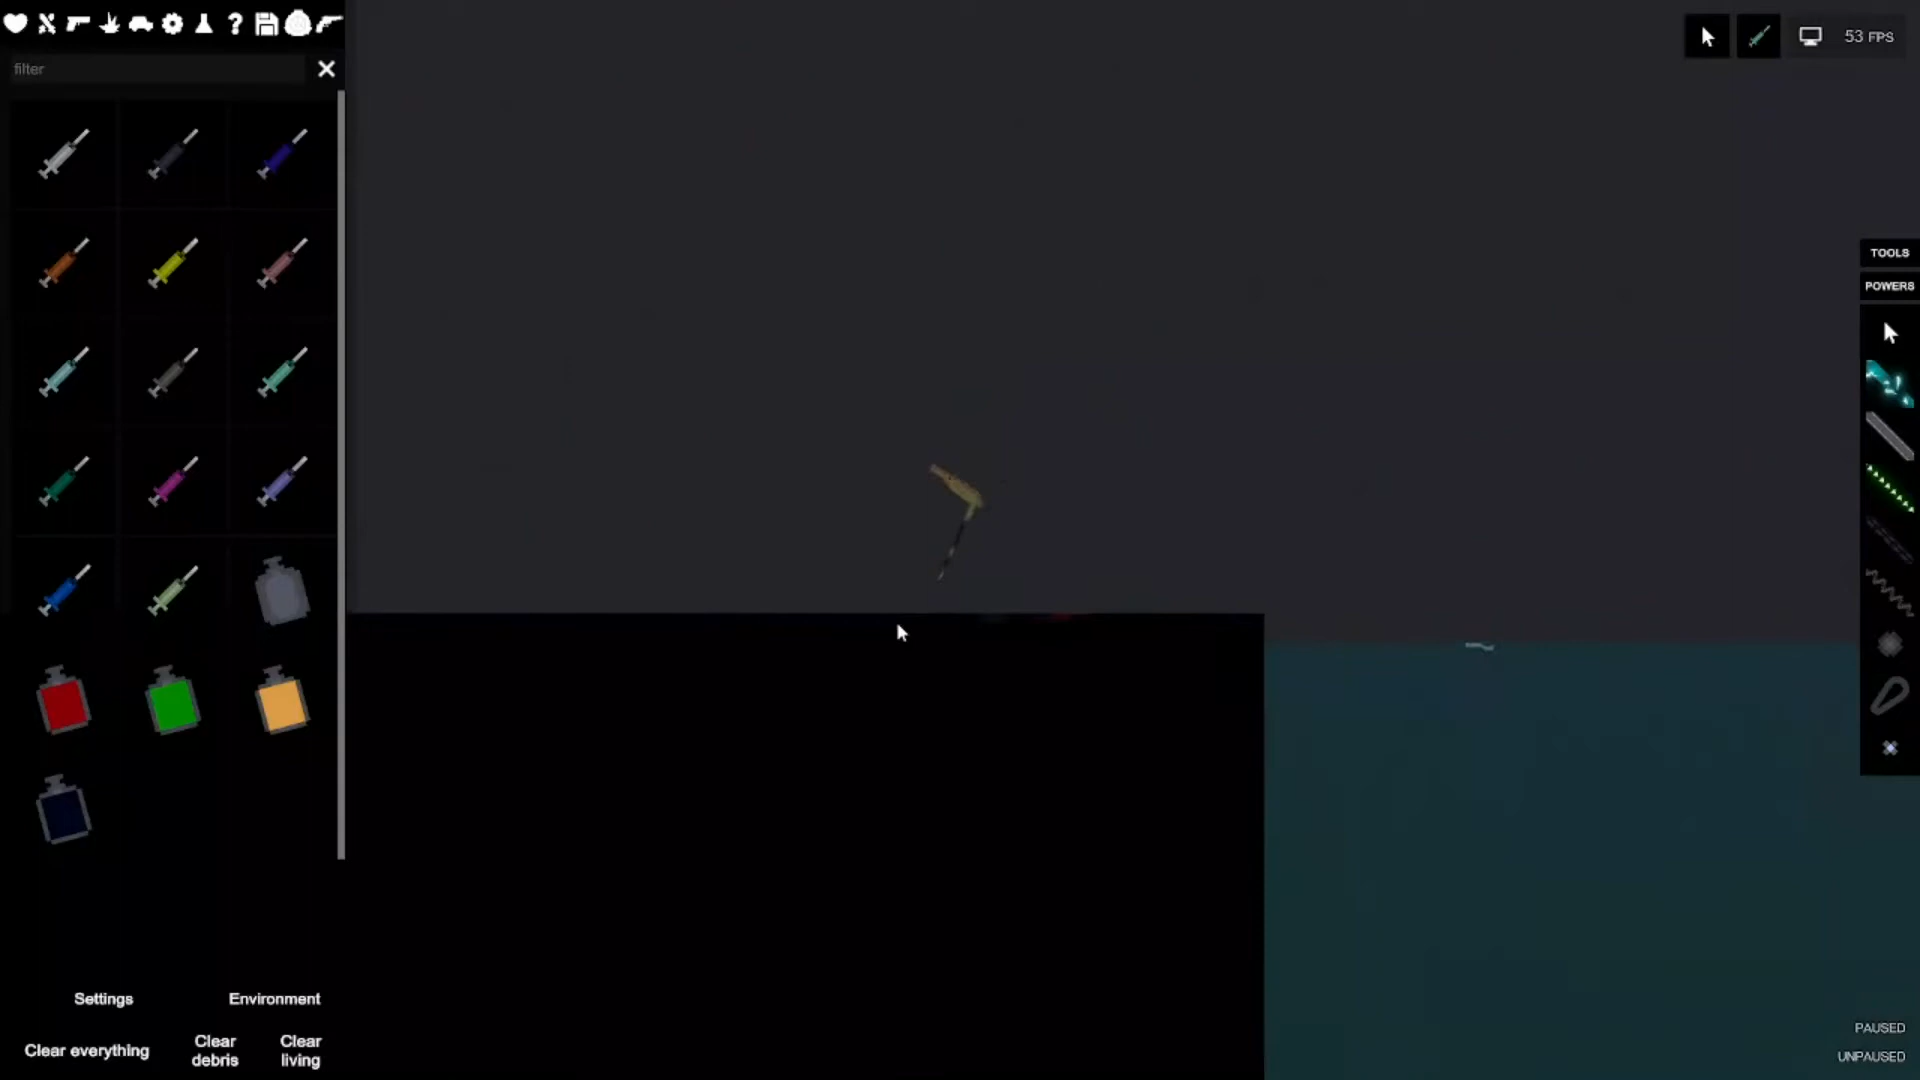 filter
53 FPS
TOOLS
POWERS
Settings
Environment
Clear everything
Clear
debris
Clear
living
PAUSED
UNPAUSED